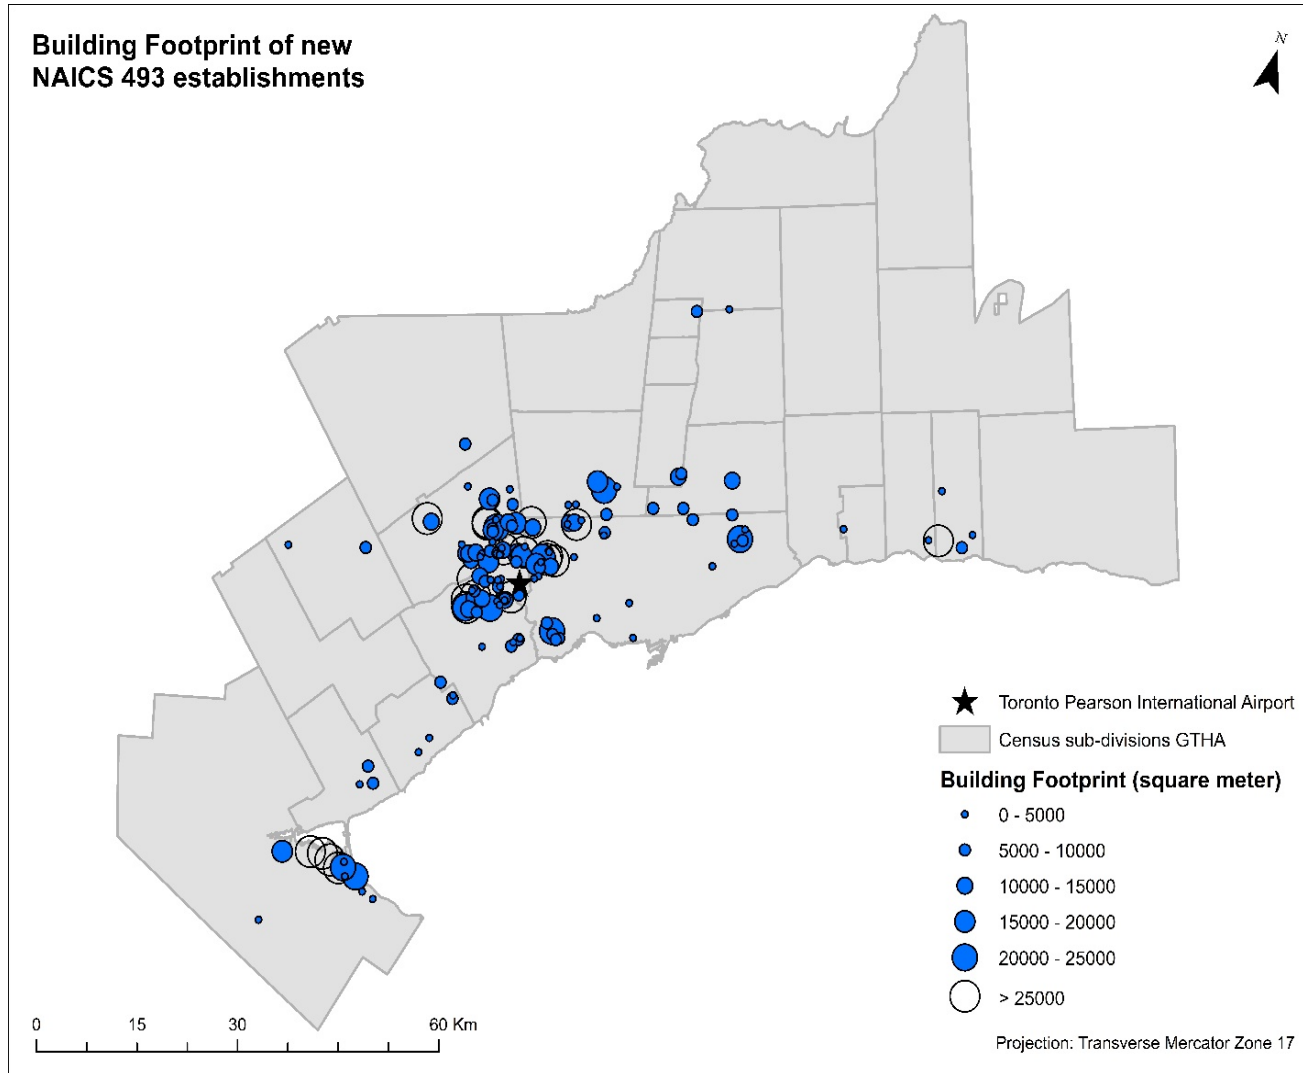 Building Footprint of new
NAICS 493 establishments
N
Toronto Pearson International Airport
Census sub-divisions GTHA
Building Footprint (square meter)
0 - 5000
5000 - 10000
10000 - 15000
15000 - 20000
20000 - 25000
> 25000
0 15 30 60 Km
Projection: Transverse Mercator Zone 17